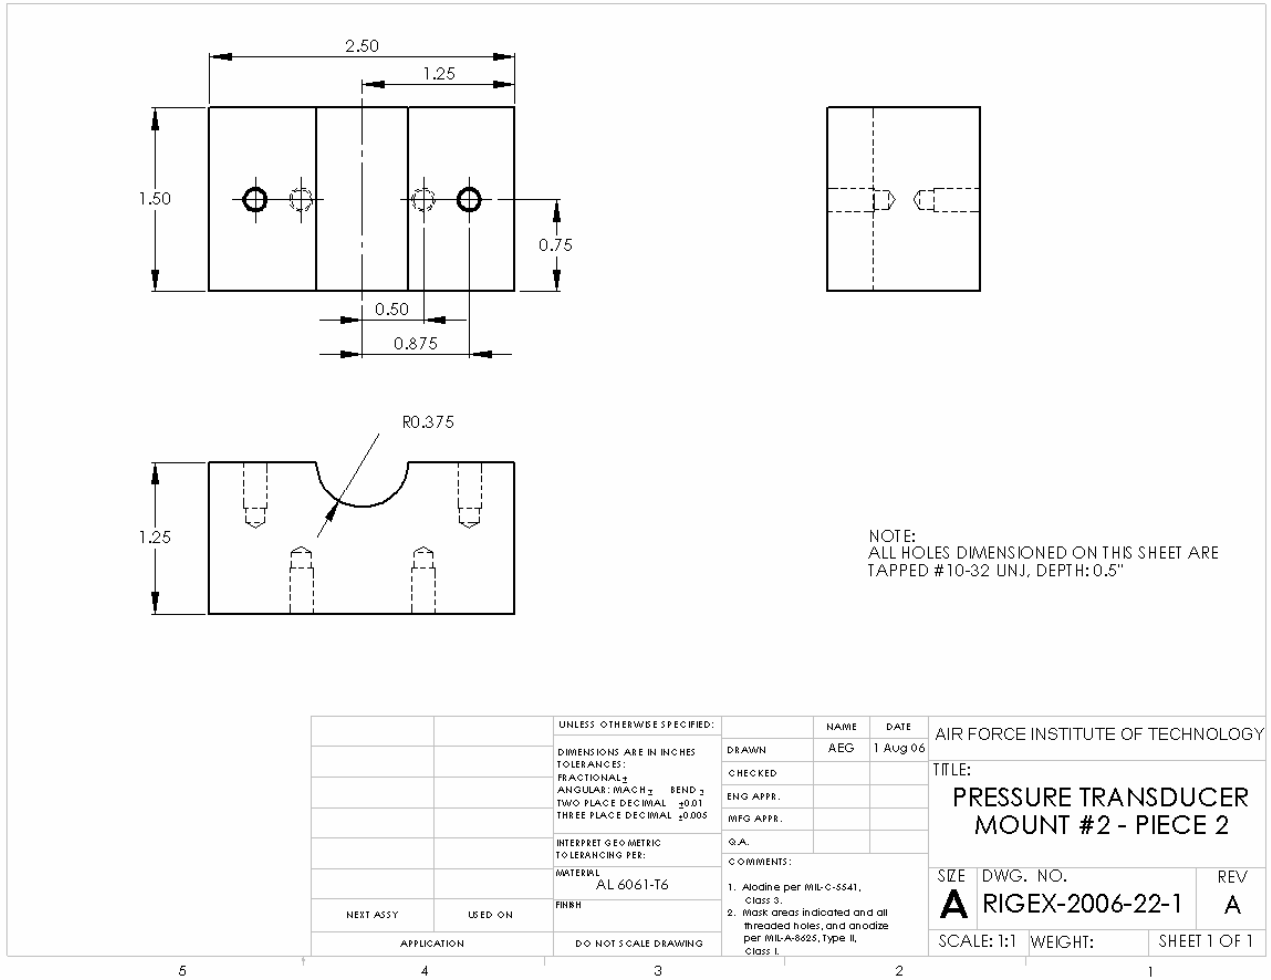 2.50
1.25
1.50
0.75
0.50
0.875
R0.375
1.25
NOTE:
ALL HOLES DIMENSIONED ON THIS SHEET ARE
TAPPED #10-32 UNJ, DEPTH: 0.5"
UNLESS OTHERWISE SPECIFIED:
DIMENSIONS ARE IN INCHES
TOLERANCES:
FRACTIONAL ±
ANGULAR: MACH ± BEND ±
TWO PLACE DECIMAL ±0.01
THREE PLACE DECIMAL ±0.005
INTERPRET GEOMETRIC
TOLERANCING PER:
MATERIAL
AL 6061-T6
FINISH
DO NOT SCALE DRAWING
NEXT ASSY USED ON
APPLICATION
NAME DATE
DRAWN AEG 1 Aug 06
CHECKED
ENG APPR.
MFG APPR.
Q.A.
COMMENTS:
1. Alodine per MIL-C-5541,
Class 3.
2. Mask areas indicated and all
threaded holes, and anodize
per MIL-A-8625, Type II,
Class I.
AIR FORCE INSTITUTE OF TECHNOLOGY
TITLE:
PRESSURE TRANSDUCER
MOUNT #2 - PIECE 2
SIZE DWG. NO. REV
A RIGEX-2006-22-1 A
SCALE: 1:1 WEIGHT: SHEET 1 OF 1
5 4 3 2 1